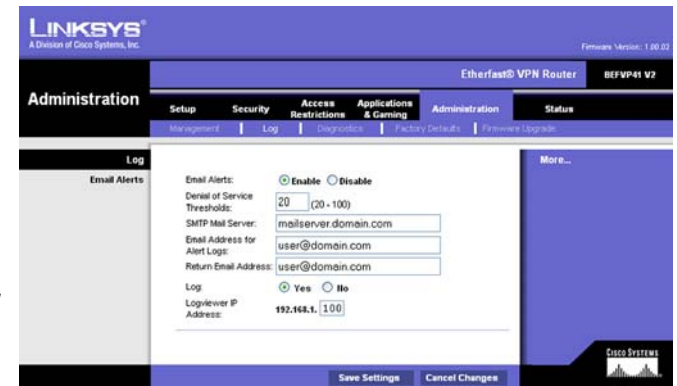 LINKSYS®
A Division of Cisco Systems, Inc.
Firmware Version: 1.00.02
Etherfast® VPN Router BEFVP41 V2
Administration
Setup Security Access Restrictions Applications & Gaming Administration Status
Management Log Diagnostics Factory Defaults Firmware Upgrade
Log
More...
Email Alerts
Email Alerts: Enable Disable
Denial of Service Thresholds: 20 (20 - 100)
SMTP Mail Server: mailserver.domain.com
Email Address for Alert Logs: user@domain.com
Return Email Address: user@domain.com
Log: Yes No
Logviewer IP Address: 192.168.1. 100
Save Settings Cancel Changes
CISCO SYSTEMS